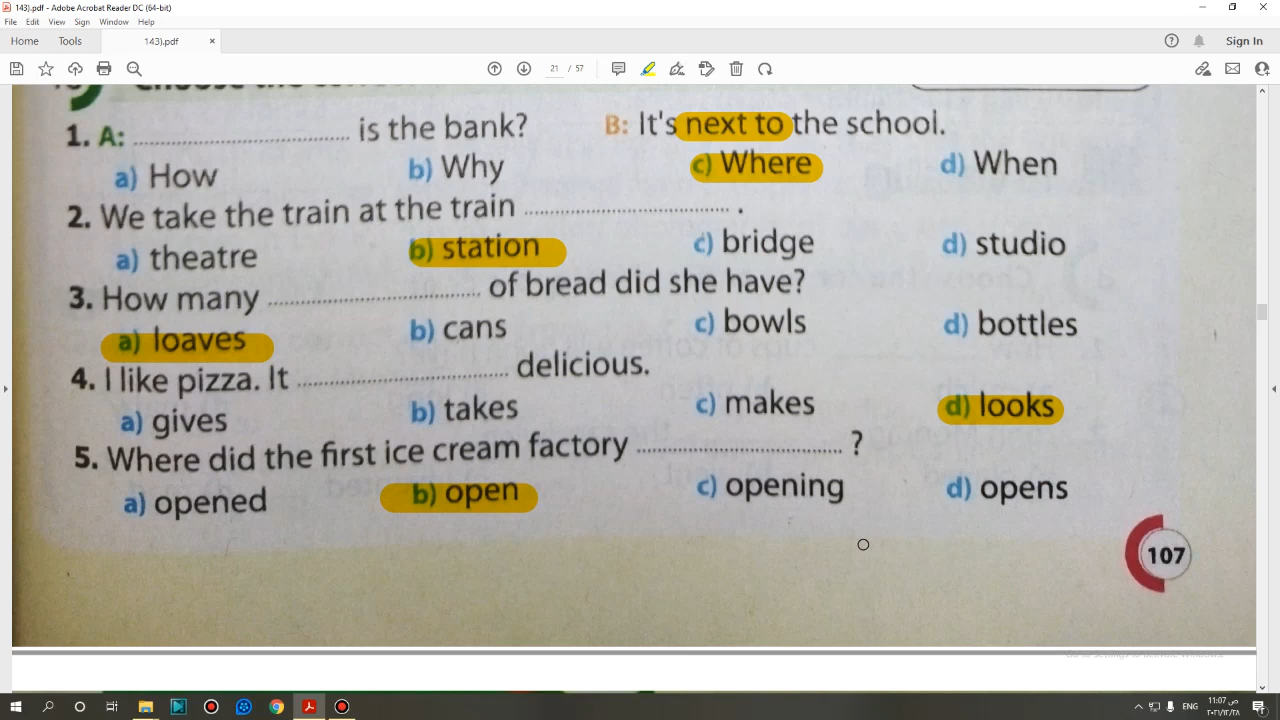 143).pdf - Adobe Acrobat Reader DC (64-bit)
File Edit View Sign Window Help
Home Tools 143).pdf × Sign In
21 / 57
1. A: ............ is the bank? B: It's next to the school.
a) How b) Why c) Where d) When
2. We take the train at the train ............ .
a) theatre b) station c) bridge d) studio
3. How many ............ of bread did she have?
a) loaves b) cans c) bowls d) bottles
4. I like pizza. It ............ delicious.
a) gives b) takes c) makes d) looks
5. Where did the first ice cream factory ............ ?
a) opened b) open c) opening d) opens
107
ENG
11:07 ص
٢٠٢١/١٢/٢٨